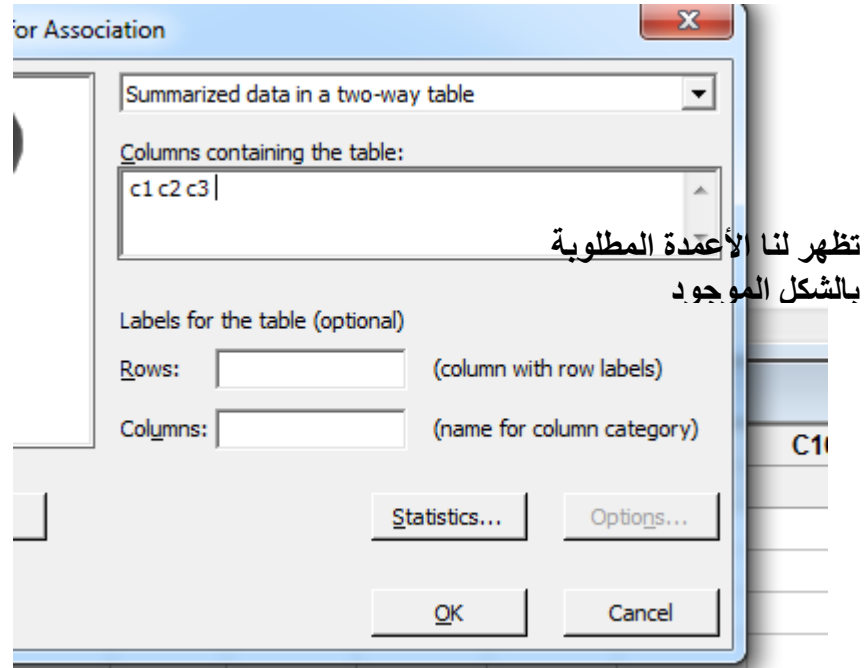 for Association
Summarized data in a two-way table
Columns containing the table:
c1 c2 c3
تظهر لنا الأعمدة المطلوبة
بالشكل الموجود
Labels for the table (optional)
Rows: (column with row labels)
Columns: (name for column category)
C10
Statistics... Options...
OK Cancel